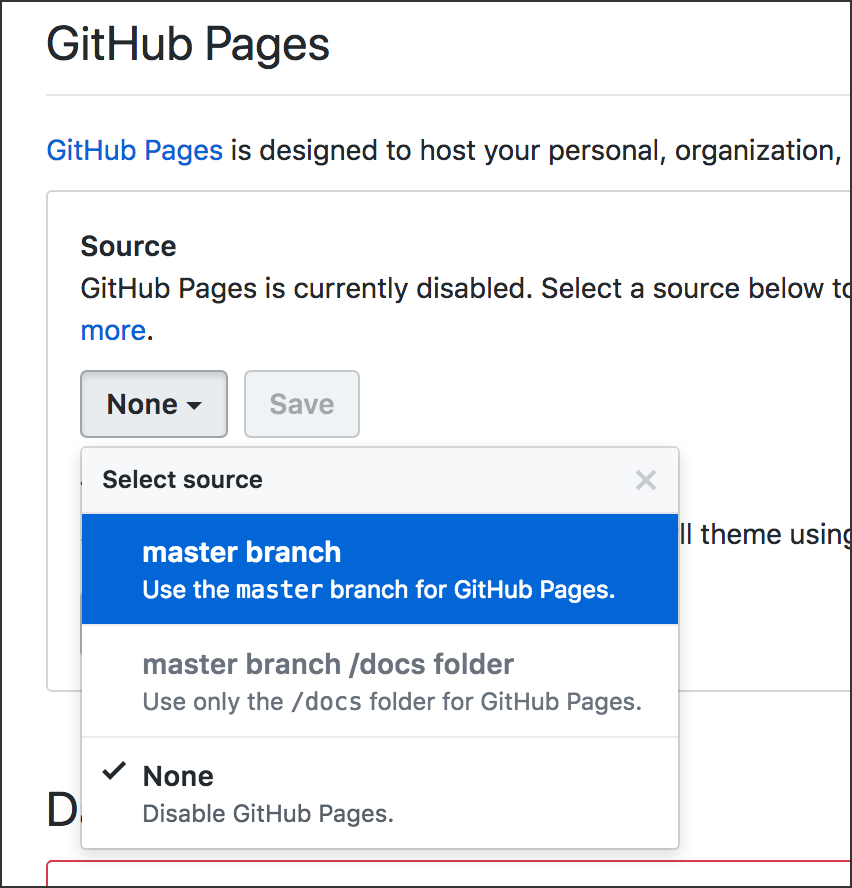 GitHub Pages
GitHub Pages is designed to host your personal, organization,
Source
GitHub Pages is currently disabled. Select a source below to
more.
None
Save
Select source
ll theme using
master branch
Use the master branch for GitHub Pages.
master branch /docs folder
Use only the /docs folder for GitHub Pages.
None
Disable GitHub Pages.